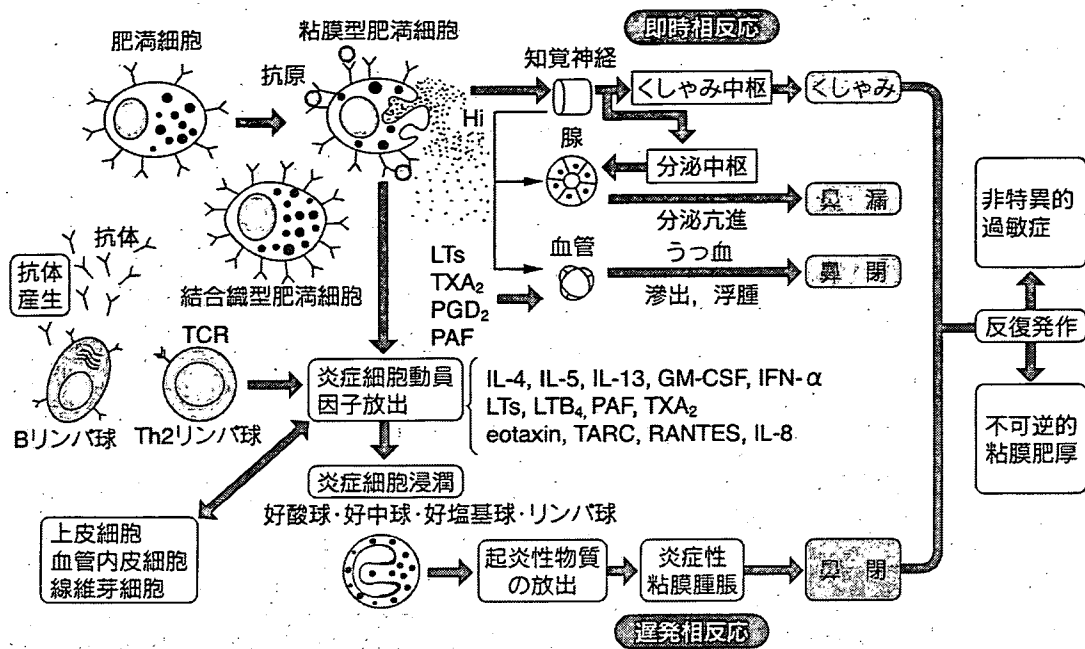 即時相反応
粘膜型肥満細胞
肥満細胞
知覚神経
抗原
くしゃみ中枢
くしゃみ
Hi
腺
分泌中枢
鼻 漏
分泌亢進
非特異的
過敏症
抗体
抗体
産生
結合織型肥満細胞
LTs
TXA₂
PGD₂
PAF
血管
うっ血
滲出，浮腫
鼻 閉
反復発作
TCR
Bリンパ球
Th2リンパ球
炎症細胞動員
因子放出
IL-4, IL-5, IL-13, GM-CSF, IFN-α
LTs, LTB₄, PAF, TXA₂
eotaxin, TARC, RANTES, IL-8
不可逆的
粘膜肥厚
炎症細胞浸潤
好酸球・好中球・好塩基球・リンパ球
上皮細胞
血管内皮細胞
線維芽細胞
起炎性物質
の放出
炎症性
粘膜腫脹
鼻 閉
遅発相反応